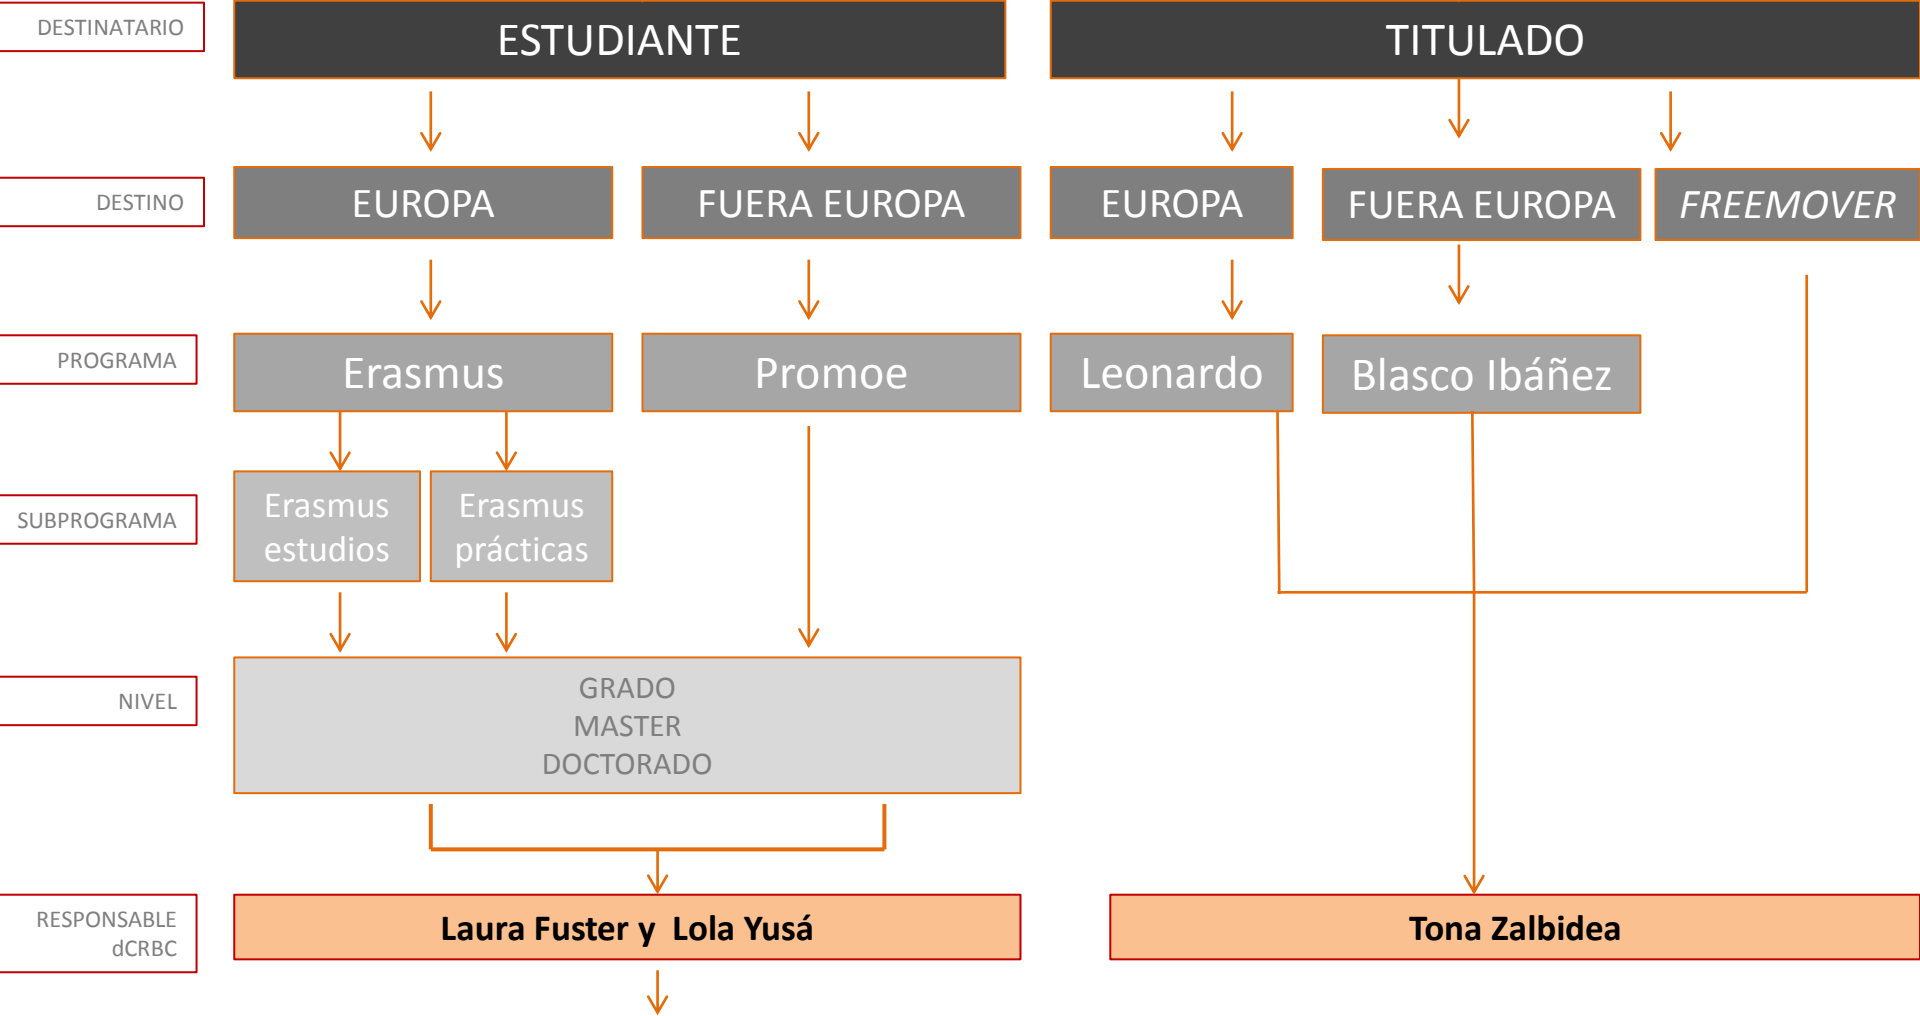 DESTINATARIO
ESTUDIANTE
TITULADO
DESTINO
EUROPA
FUERA EUROPA
EUROPA
FUERA EUROPA
FREEMOVER
PROGRAMA
Erasmus
Promoe
Leonardo
Blasco Ibáñez
SUBPROGRAMA
Erasmus
estudios
Erasmus
prácticas
NIVEL
GRADO
MASTER
DOCTORADO
RESPONSABLE
dCRBC
Laura Fuster y Lola Yusá
Tona Zalbidea